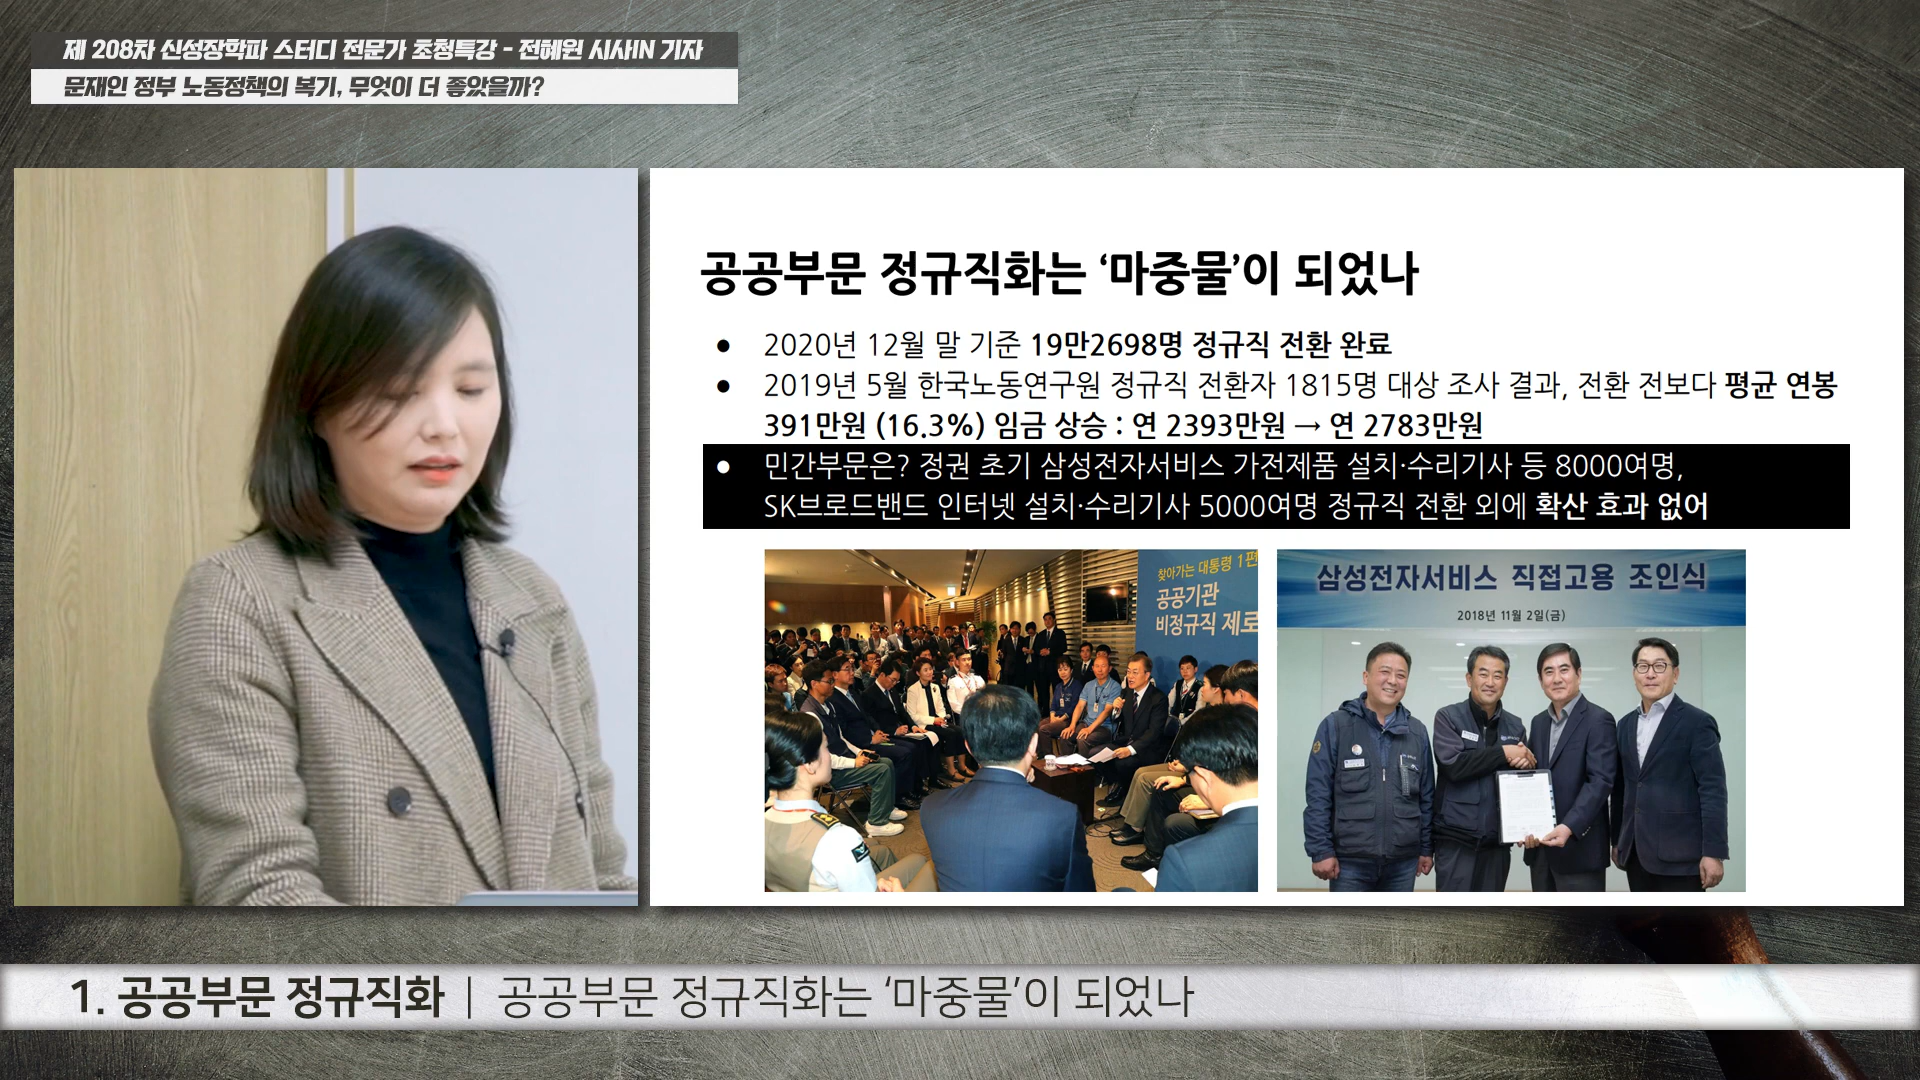 제 208차 신성장학파 스터디 전문가 초청특강 - 전혜원 시사IN 기자
문재인 정부 노동정책의 복기, 무엇이 더 좋았을까?
공공부문 정규직화는 ‘마중물’이 되었나
● 2020년 12월 말 기준 19만2698명 정규직 전환 완료
● 2019년 5월 한국노동연구원 정규직 전환자 1815명 대상 조사 결과, 전환 전보다 평균 연봉
391만원 (16.3%) 임금 상승 : 연 2393만원 → 연 2783만원
● 민간부문은? 정권 초기 삼성전자서비스 가전제품 설치·수리기사 등 8000여명,
SK브로드밴드 인터넷 설치·수리기사 5000여명 정규직 전환 외에 확산 효과 없어
찾아가는 대통령 1편
공공기관
비정규직 제로
삼성전자서비스 직접고용 조인식
2018년 11월 2일(금)
1. 공공부문 정규직화 | 공공부문 정규직화는 ‘마중물’이 되었나